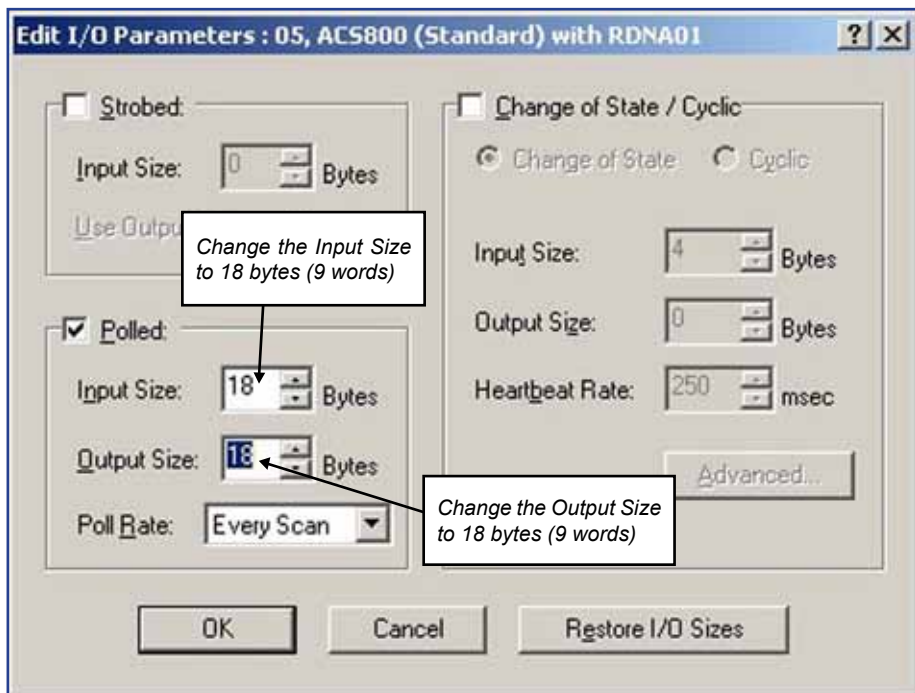 Edit I/O Parameters : 05, ACS800 (Standard) with RDNA01
Strobed:
Input Size: 0 Bytes
Use Outpu
Change the Input Size
to 18 bytes (9 words)
Polled:
Input Size: 18 Bytes
Output Size: 18 Bytes
Poll Rate: Every Scan
Change of State / Cyclic
Change of State Cyclic
Input Size: 4 Bytes
Output Size: 0 Bytes
Heartbeat Rate: 250 msec
Advanced...
Change the Output Size
to 18 bytes (9 words)
OK Cancel Restore I/O Sizes